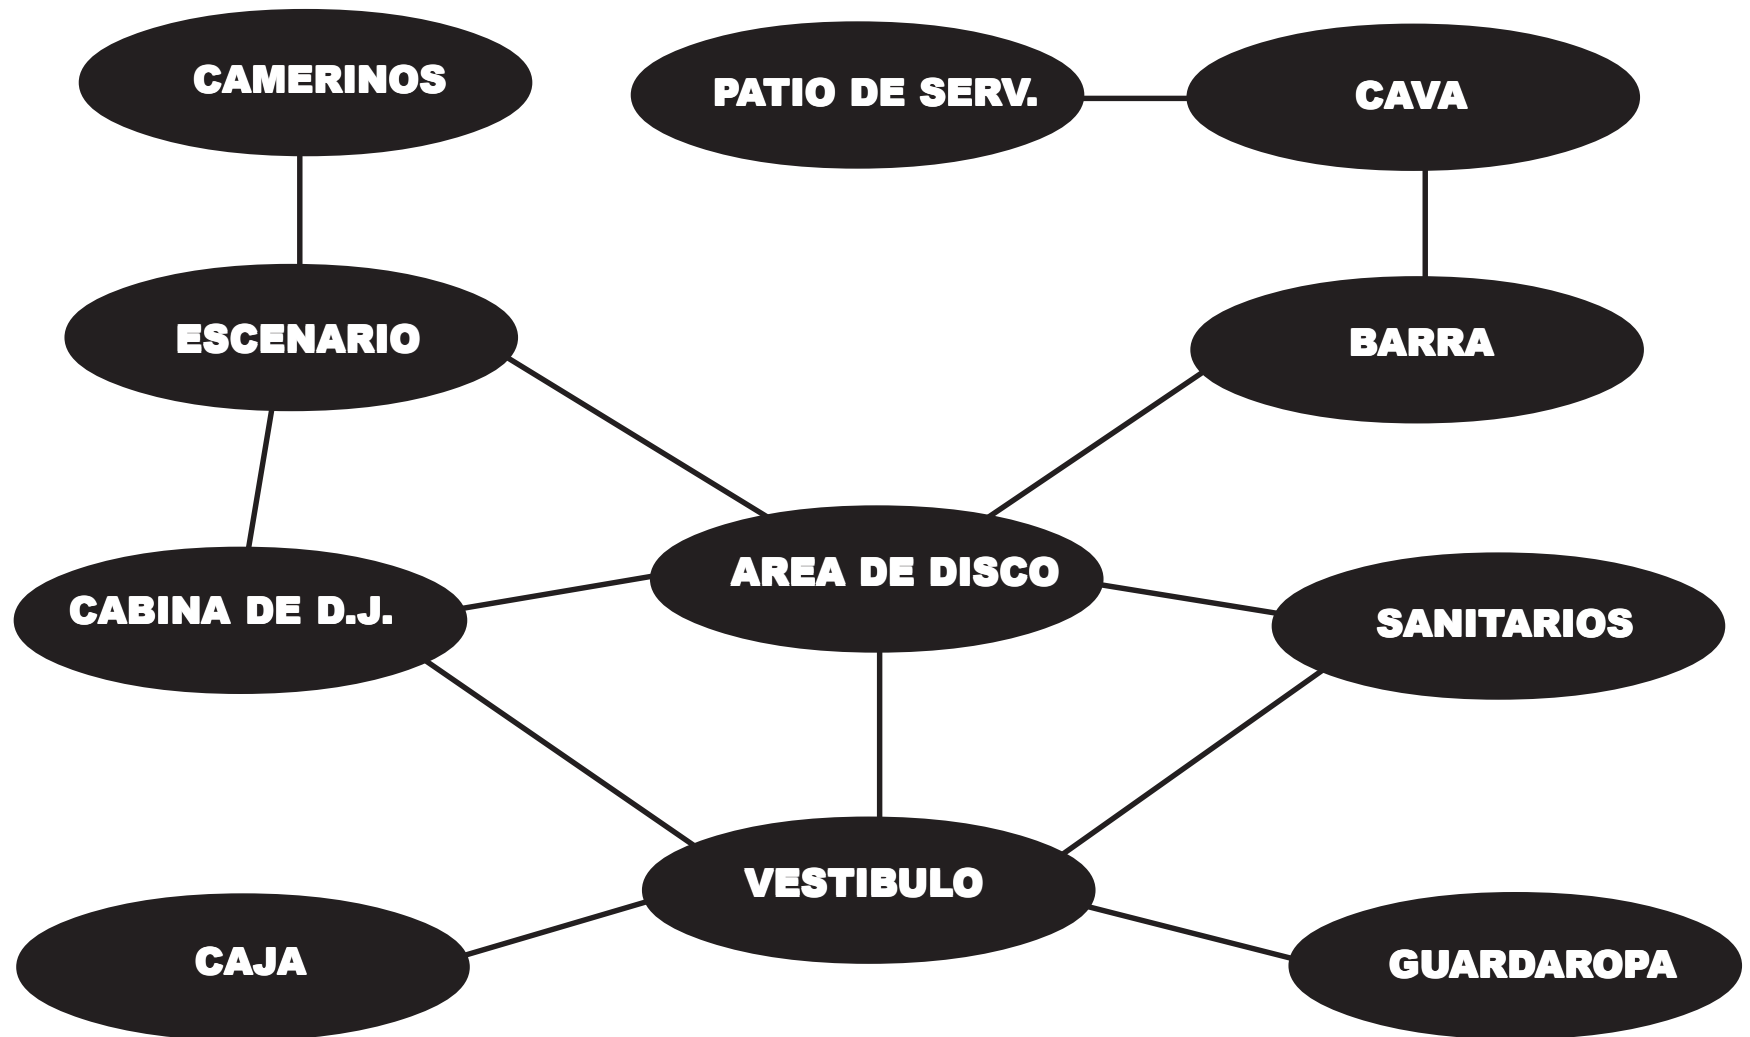 CAMERINOS
PATIO DE SERV.
CAVA
ESCENARIO
BARRA
AREA DE DISCO
CABINA DE D.J.
SANITARIOS
VESTIBULO
CAJA
GUARDAROPA